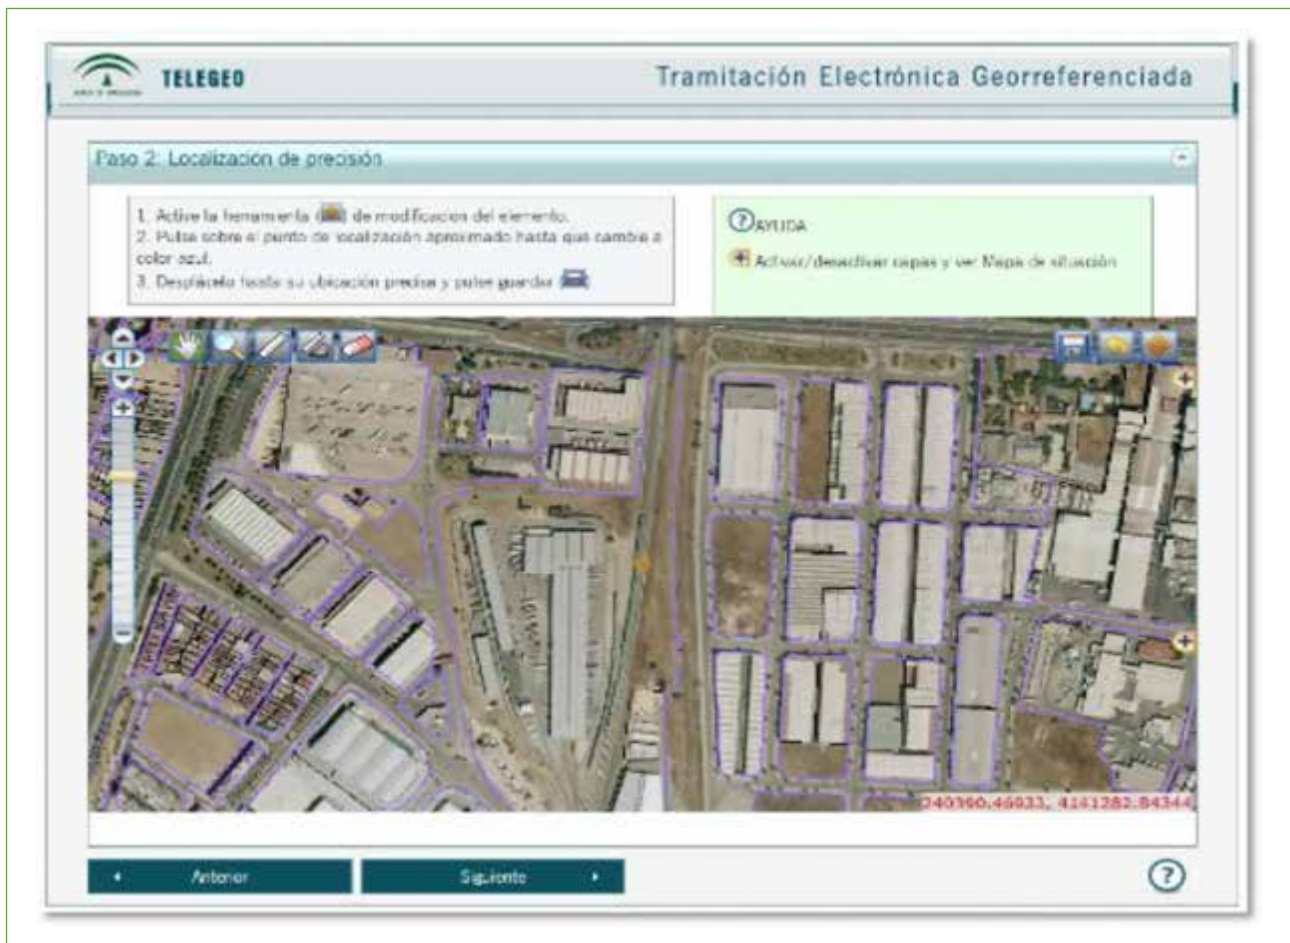 TELEGEO
Tramitación Electrónica Georreferenciada
Paso 2: Localización de precisión
1. Active la herramienta ( ) de modificacion del elemento.
2. Pulse sobre el punto de localización aproximado hasta que cambie a
color azul.
3. Desplácelo hasta su ubicación precisa y pulse guardar
?AYUDA
Activar/desactivar capas y ver Mapa de situación
240390.46033, 4141282.84344
Anterior
Siguiente
?